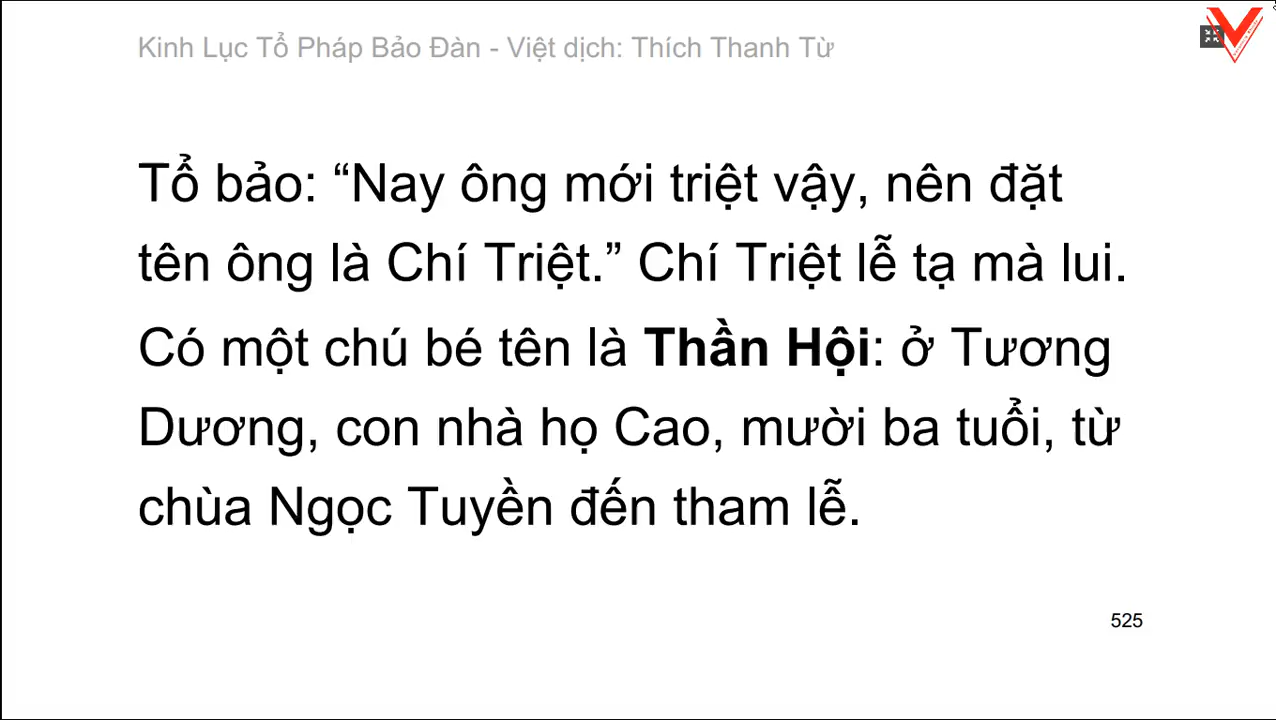 Kinh Lục Tổ Pháp Bảo Đàn - Việt dịch: Thích Thanh Từ
Tổ bảo: “Nay ông mới triệt vậy, nên đặt
tên ông là Chí Triệt.” Chí Triệt lễ tạ mà lui.
Có một chú bé tên là Thần Hội: ở Tương
Dương, con nhà họ Cao, mười ba tuổi, từ
chùa Ngọc Tuyền đến tham lễ.
525